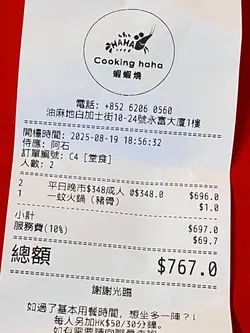 HAHA
Cooking haha
蝦蝦燒
電話: +852 6206 0560
油麻地白加士街10-24號永富大廈1樓
開檯時間: 2025-08-19 18:56:32
侍應: 阿石
訂單編號: C4 [堂食]
人數: 2
2 平日晚市$348成人 @$348.0 $696.0
1 一蚊火鍋 (豬骨) $1.0
小計 $697.0
服務費(10%) $69.7
總額 $767.0
謝謝光臨
如過了基本用餐時間，想坐多一陣?!
每人另加HK$50/30分鐘。